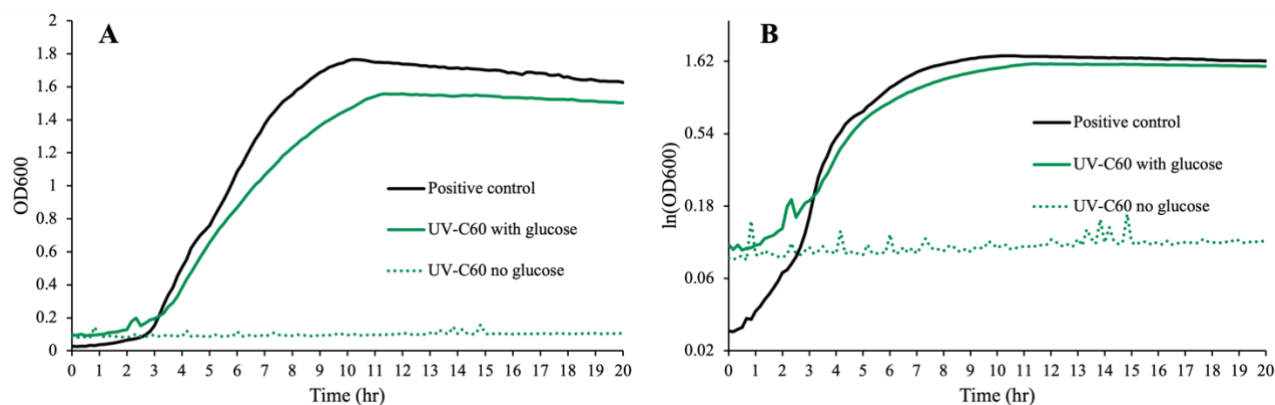 A
OD600
2
1.8
1.6
1.4
1.2
1
0.8
0.6
0.4
0.2
0
Positive control
UV-C60 with glucose
UV-C60 no glucose
0 1 2 3 4 5 6 7 8 9 10 11 12 13 14 15 16 17 18 19 20
Time (hr)
B
ln(OD600)
1.62
0.54
0.18
0.06
0.02
Positive control
UV-C60 with glucose
UV-C60 no glucose
0 1 2 3 4 5 6 7 8 9 10 11 12 13 14 15 16 17 18 19 20
Time (hr)